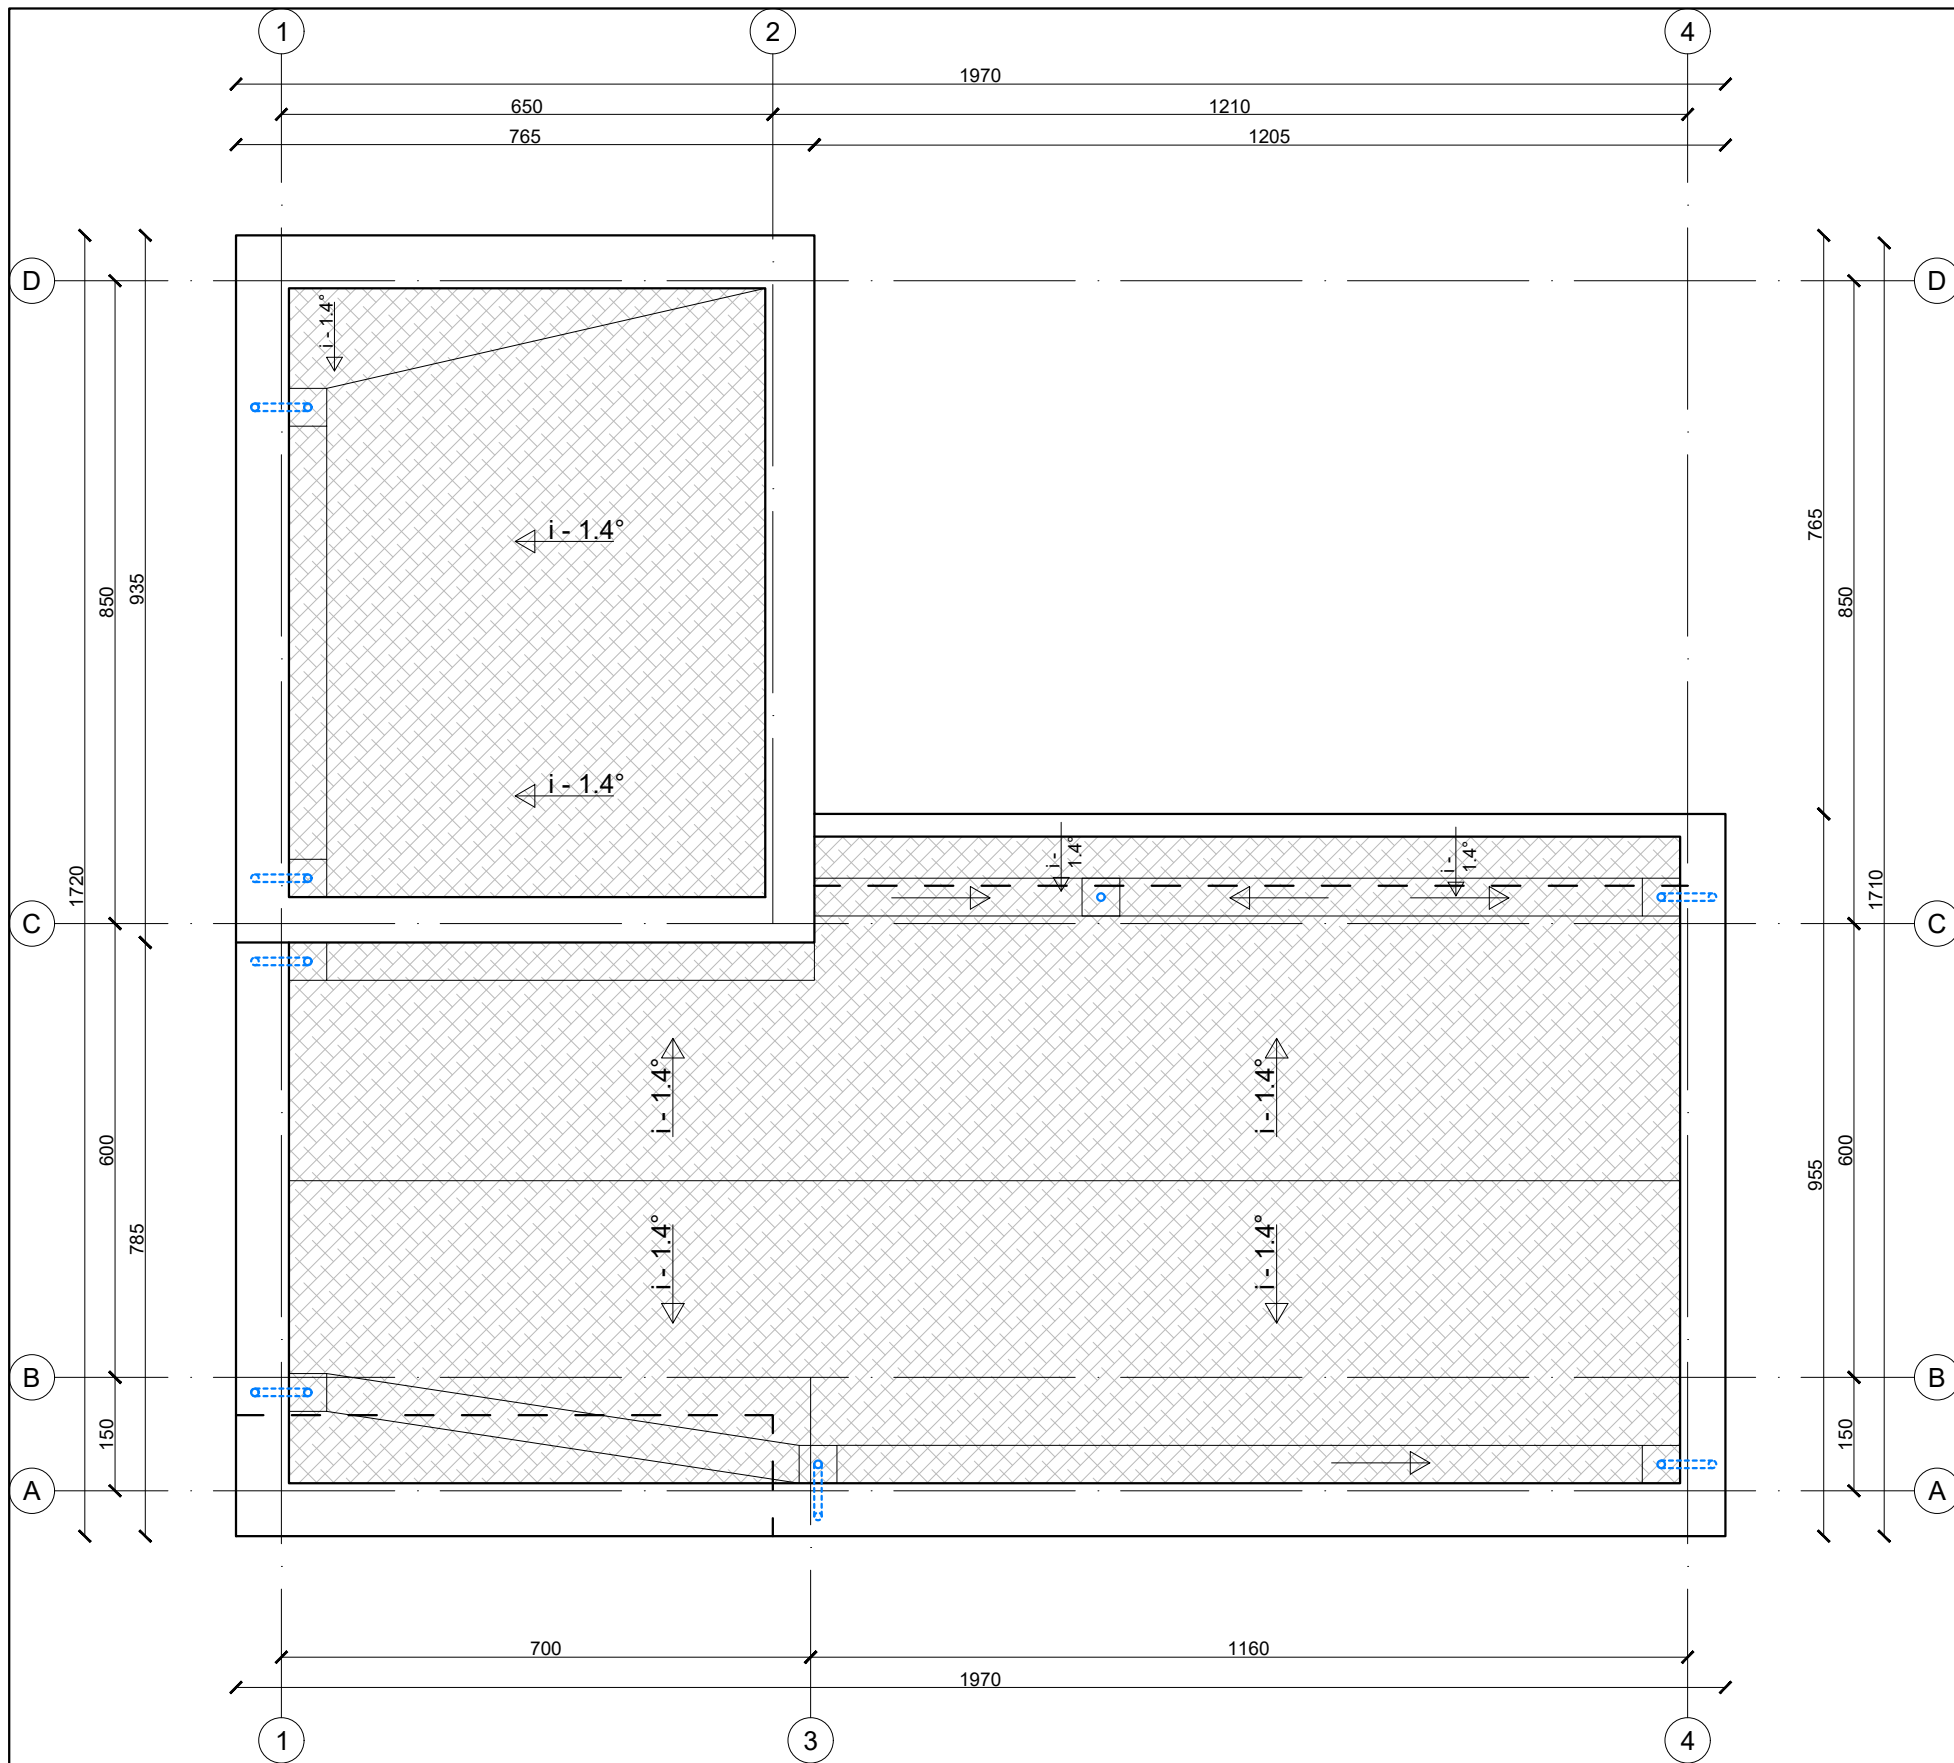 1 2 4
1970
650 1210
765 1205
D D
i - 1.4°
i - 1.4°
765
850 935 850
i - 1.4°
i -
1.4°
i -
1.4°
1720 1710
C C
i - 1.4° i - 1.4°
600 600
955
785
i - 1.4° i - 1.4°
B B
150 150
A A
700 1160
1970
1 3 4